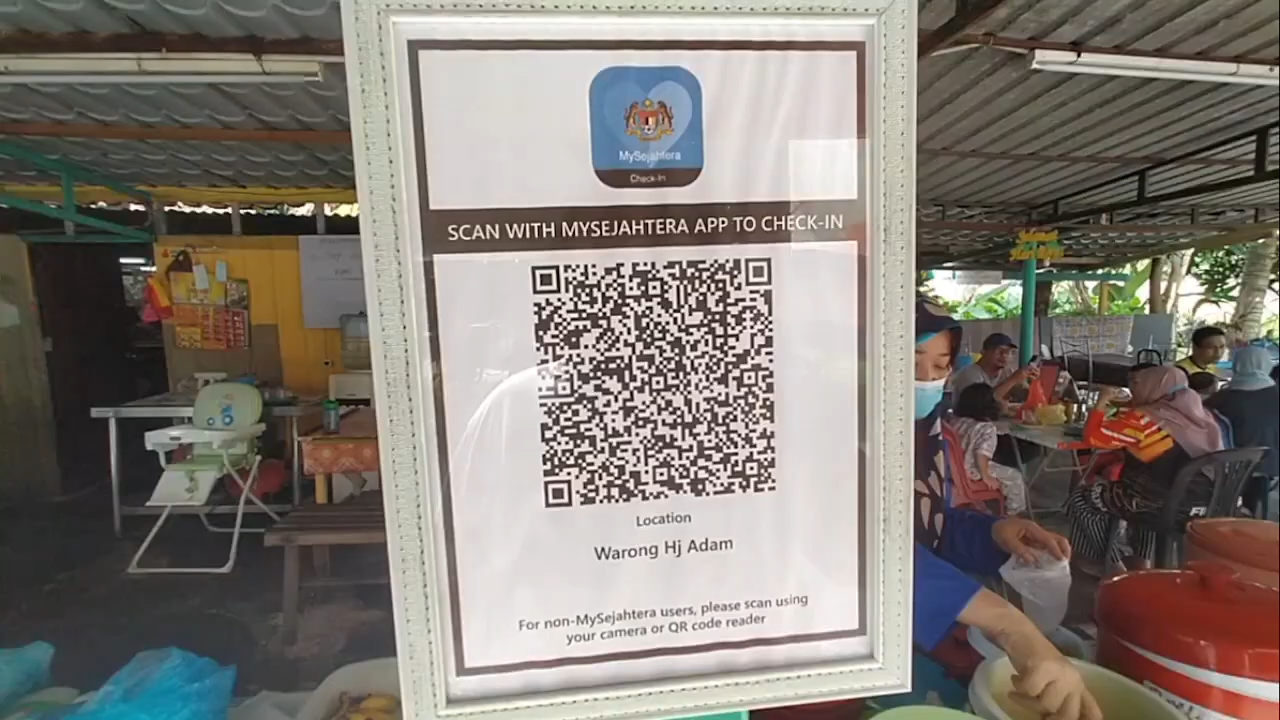 MySejahtera
Check-In
SCAN WITH MYSEJAHTERA APP TO CHECK-IN
Location
Warong Hj Adam
For non-MySejahtera users, please scan using
your camera or QR code reader